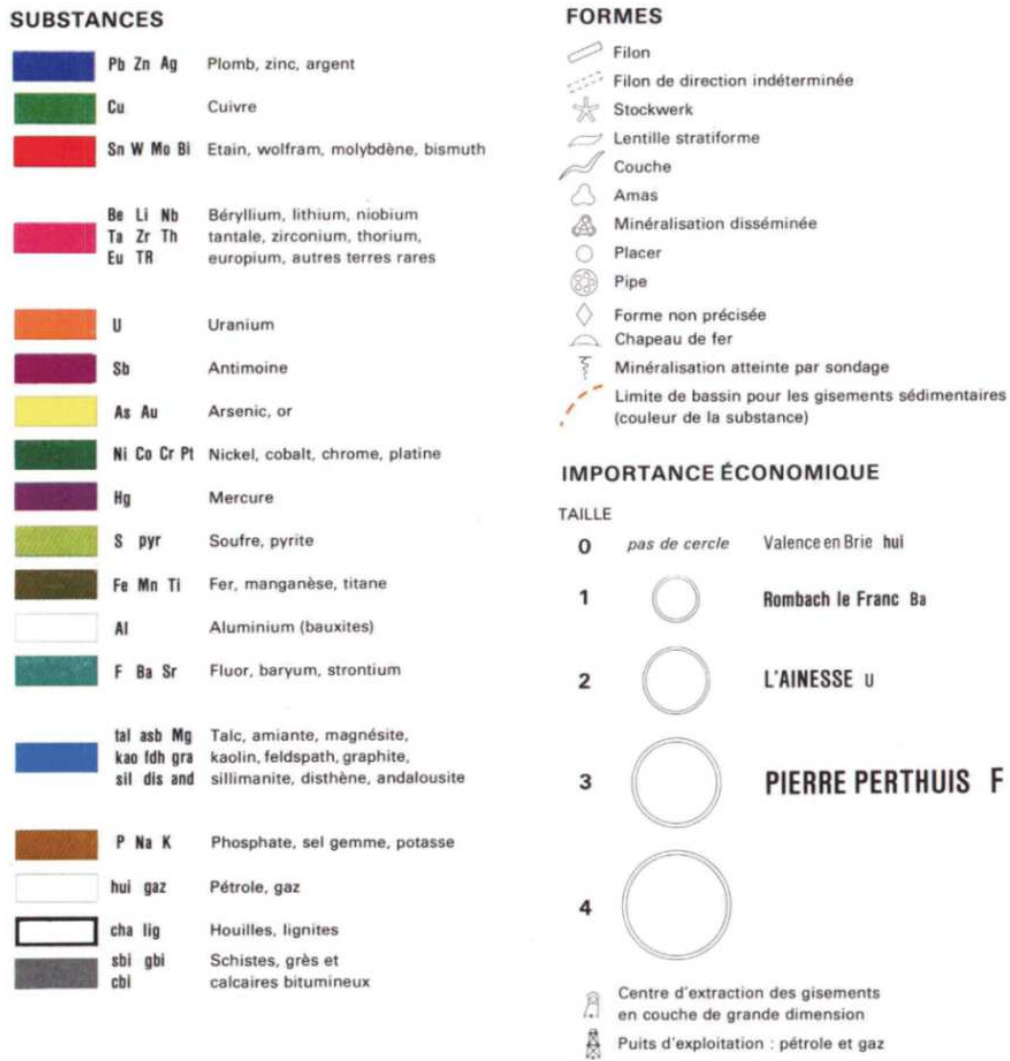 SUBSTANCES
Pb Zn Ag Plomb, zinc, argent
Cu Cuivre
Sn W Mo Bi Etain, wolfram, molybdène, bismuth
Be Li Nb Béryllium, lithium, niobium
Ta Zr Th tantale, zirconium, thorium,
Eu TR europium, autres terres rares
U Uranium
Sb Antimoine
As Au Arsenic, or
Ni Co Cr Pt Nickel, cobalt, chrome, platine
Hg Mercure
S pyr Soufre, pyrite
Fe Mn Ti Fer, manganèse, titane
Al Aluminium (bauxites)
F Ba Sr Fluor, baryum, strontium
tal asb Mg Talc, amiante, magnésite,
kao fdh gra kaolin, feldspath, graphite,
sil dis and sillimanite, disthène, andalousite
P Na K Phosphate, sel gemme, potasse
hui gaz Pétrole, gaz
cha lig Houilles, lignites
sbi gbi Schistes, grès et
cbi calcaires bitumineux
FORMES
Filon
Filon de direction indéterminée
Stockwerk
Lentille stratiforme
Couche
Amas
Minéralisation disséminée
Placer
Pipe
Forme non précisée
Chapeau de fer
Minéralisation atteinte par sondage
Limite de bassin pour les gisements sédimentaires
(couleur de la substance)
IMPORTANCE ÉCONOMIQUE
TAILLE
0 pas de cercle Valence en Brie hui
1 Rombach le Franc Ba
2 L'AINESSE U
3 PIERRE PERTHUIS F
4
Centre d'extraction des gisements
en couche de grande dimension
Puits d'exploitation : pétrole et gaz